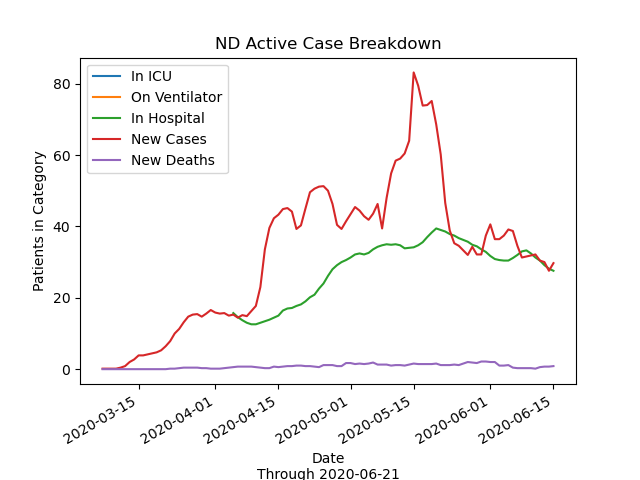 ND Active Case Breakdown
In ICU
On Ventilator
In Hospital
New Cases
New Deaths
Patients in Category
80
60
40
20
0
2020-03-15
2020-04-01
2020-04-15
2020-05-01
2020-05-15
2020-06-01
2020-06-15
Date
Through 2020-06-21